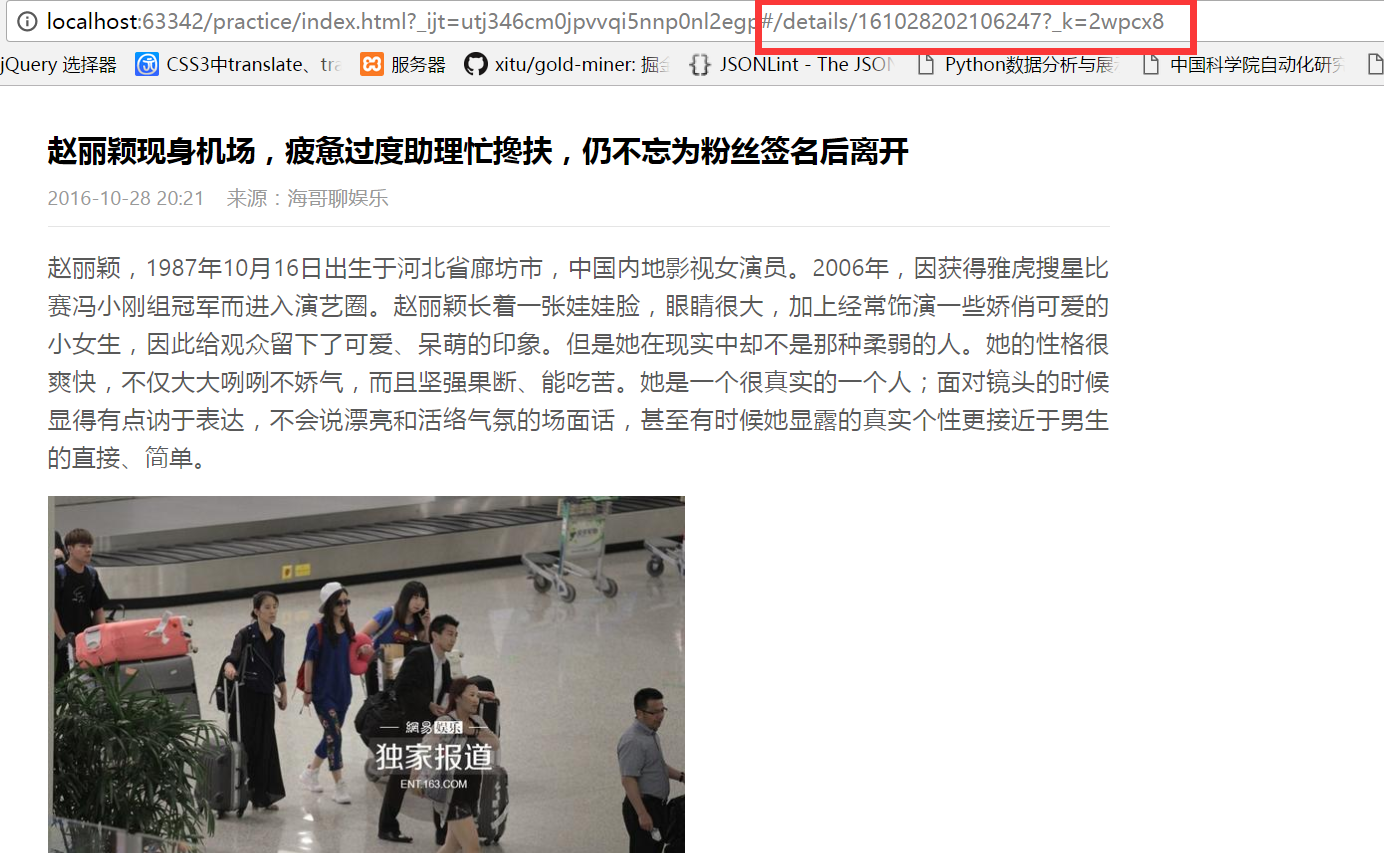 localhost:63342/practice/index.html?_ijt=utj346cm0jpvvqi5nnp0nl2egp#/details/161028202106247?_k=2wpcx8
jQuery 选择器 CSS3中translate、tra 服务器 xitu/gold-miner: 掘金 JSONLint - The JSON Python数据分析与展 中国科学院自动化研究
赵丽颖现身机场，疲惫过度助理忙搀扶，仍不忘为粉丝签名后离开
2016-10-28 20:21 来源：海哥聊娱乐
赵丽颖，1987年10月16日出生于河北省廊坊市，中国内地影视女演员。2006年，因获得雅虎搜星比
赛冯小刚组冠军而进入演艺圈。赵丽颖长着一张娃娃脸，眼睛很大，加上经常饰演一些娇俏可爱的
小女生，因此给观众留下了可爱、呆萌的印象。但是她在现实中却不是那种柔弱的人。她的性格很
爽快，不仅大大咧咧不娇气，而且坚强果断、能吃苦。她是一个很真实的一个人；面对镜头的时候
显得有点讷于表达，不会说漂亮和活络气氛的场面话，甚至有时候她显露的真实个性更接近于男生
的直接、简单。
網易娱乐
独家报道
ENT.163.COM